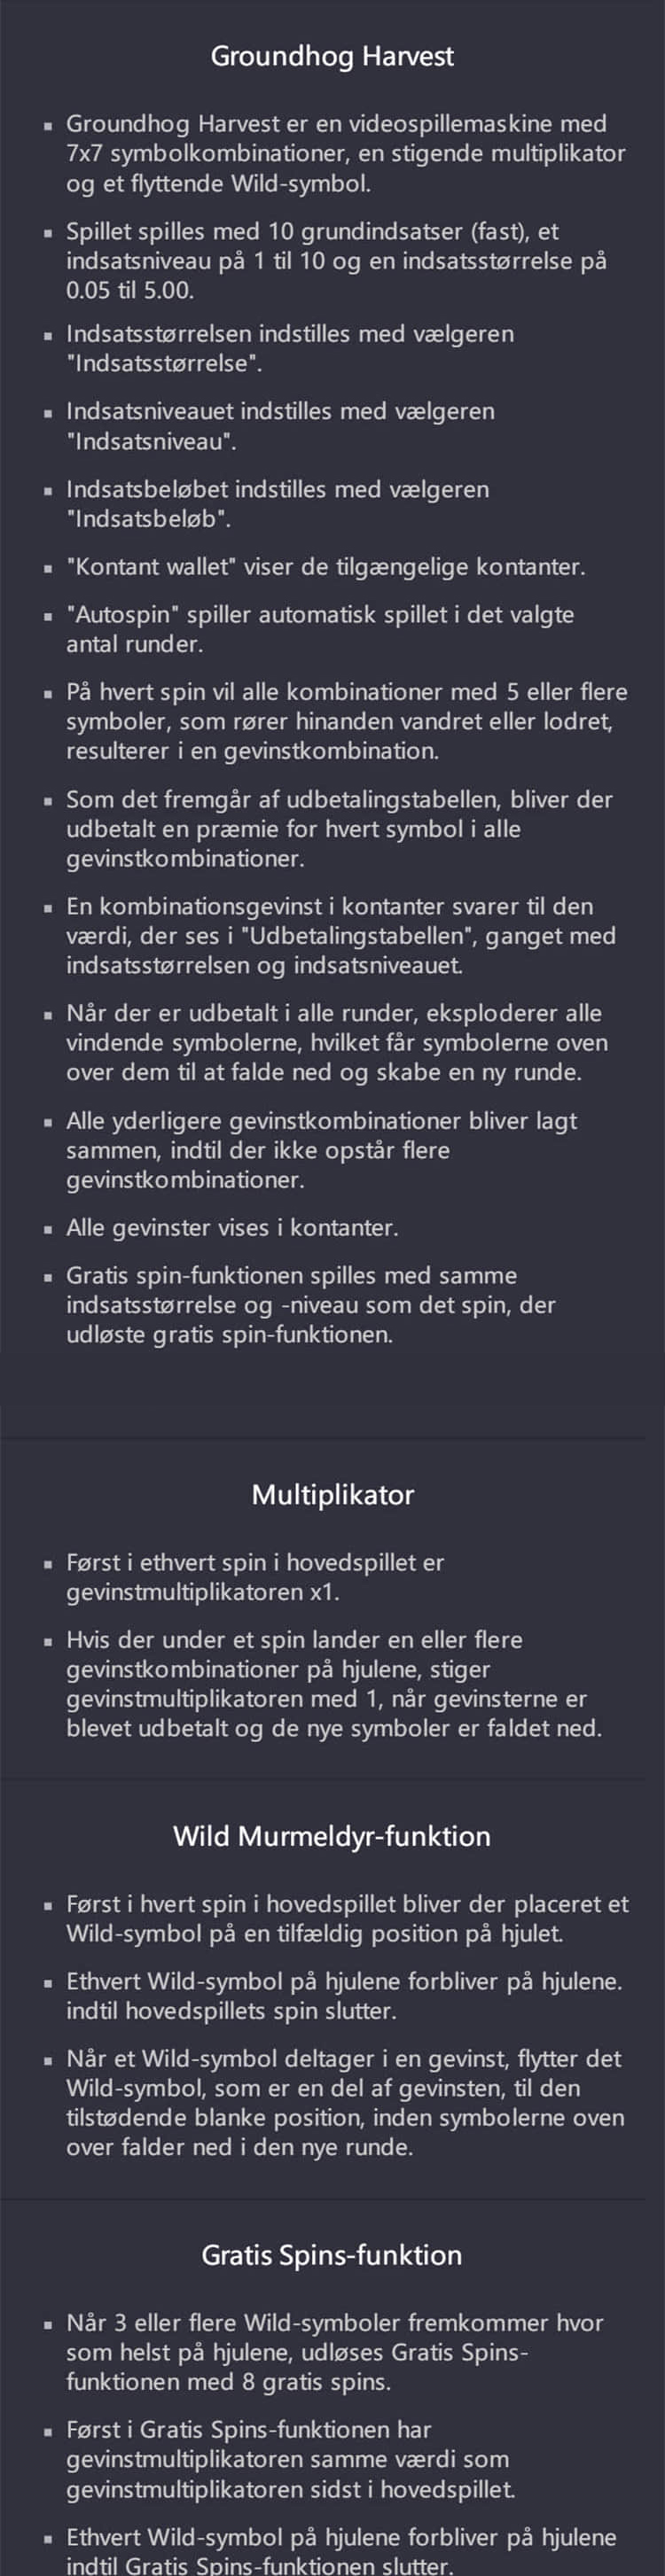 Groundhog Harvest
▪ Groundhog Harvest er en videospillemaskine med
7x7 symbolkombinationer, en stigende multiplikator
og et flyttende Wild-symbol.
▪ Spillet spilles med 10 grundindsatser (fast), et
indsatsniveau på 1 til 10 og en indsatsstørrelse på
0.05 til 5.00.
▪ Indsatsstørrelsen indstilles med vælgeren
"Indsatsstørrelse".
▪ Indsatsniveauet indstilles med vælgeren
"Indsatsniveau".
▪ Indsatsbeløbet indstilles med vælgeren
"Indsatsbeløb".
▪ "Kontant wallet" viser de tilgængelige kontanter.
▪ "Autospin" spiller automatisk spillet i det valgte
antal runder.
▪ På hvert spin vil alle kombinationer med 5 eller flere
symboler, som rører hinanden vandret eller lodret,
resulterer i en gevinstkombination.
▪ Som det fremgår af udbetalingstabellen, bliver der
udbetalt en præmie for hvert symbol i alle
gevinstkombinationer.
▪ En kombinationsgevinst i kontanter svarer til den
værdi, der ses i "Udbetalingstabellen", ganget med
indsatsstørrelsen og indsatsniveauet.
▪ Når der er udbetalt i alle runder, eksploderer alle
vindende symbolerne, hvilket får symbolerne oven
over dem til at falde ned og skabe en ny runde.
▪ Alle yderligere gevinstkombinationer bliver lagt
sammen, indtil der ikke opstår flere
gevinstkombinationer.
▪ Alle gevinster vises i kontanter.
▪ Gratis spin-funktionen spilles med samme
indsatsstørrelse og -niveau som det spin, der
udløste gratis spin-funktionen.
Multiplikator
▪ Først i ethvert spin i hovedspillet er
gevinstmultiplikatoren x1.
▪ Hvis der under et spin lander en eller flere
gevinstkombinationer på hjulene, stiger
gevinstmultiplikatoren med 1, når gevinsterne er
blevet udbetalt og de nye symboler er faldet ned.
Wild Murmeldyr-funktion
▪ Først i hvert spin i hovedspillet bliver der placeret et
Wild-symbol på en tilfældig position på hjulet.
▪ Ethvert Wild-symbol på hjulene forbliver på hjulene.
indtil hovedspillets spin slutter.
▪ Når et Wild-symbol deltager i en gevinst, flytter det
Wild-symbol, som er en del af gevinsten, til den
tilstødende blanke position, inden symbolerne oven
over falder ned i den nye runde.
Gratis Spins-funktion
▪ Når 3 eller flere Wild-symboler fremkommer hvor
som helst på hjulene, udløses Gratis Spins-
funktionen med 8 gratis spins.
▪ Først i Gratis Spins-funktionen har
gevinstmultiplikatoren samme værdi som
gevinstmultiplikatoren sidst i hovedspillet.
▪ Ethvert Wild-symbol på hjulene forbliver på hjulene
indtil Gratis Spins-funktionen slutter.